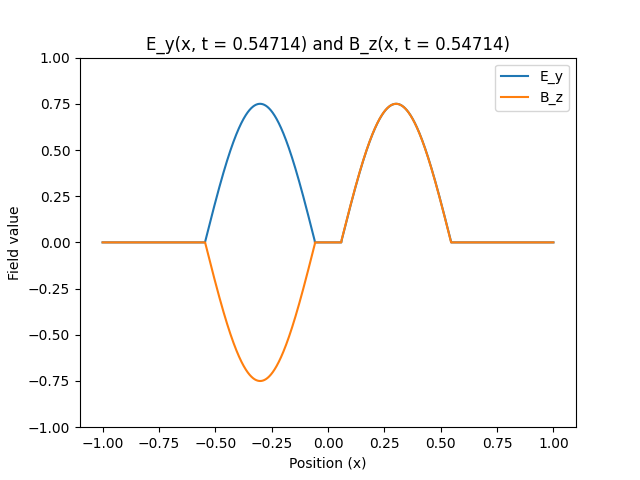 E_y(x, t = 0.54714) and B_z(x, t = 0.54714)
E_y
B_z
Field value
1.00
0.75
0.50
0.25
0.00
−0.25
−0.50
−0.75
−1.00
−1.00 −0.75 −0.50 −0.25 0.00 0.25 0.50 0.75 1.00
Position (x)